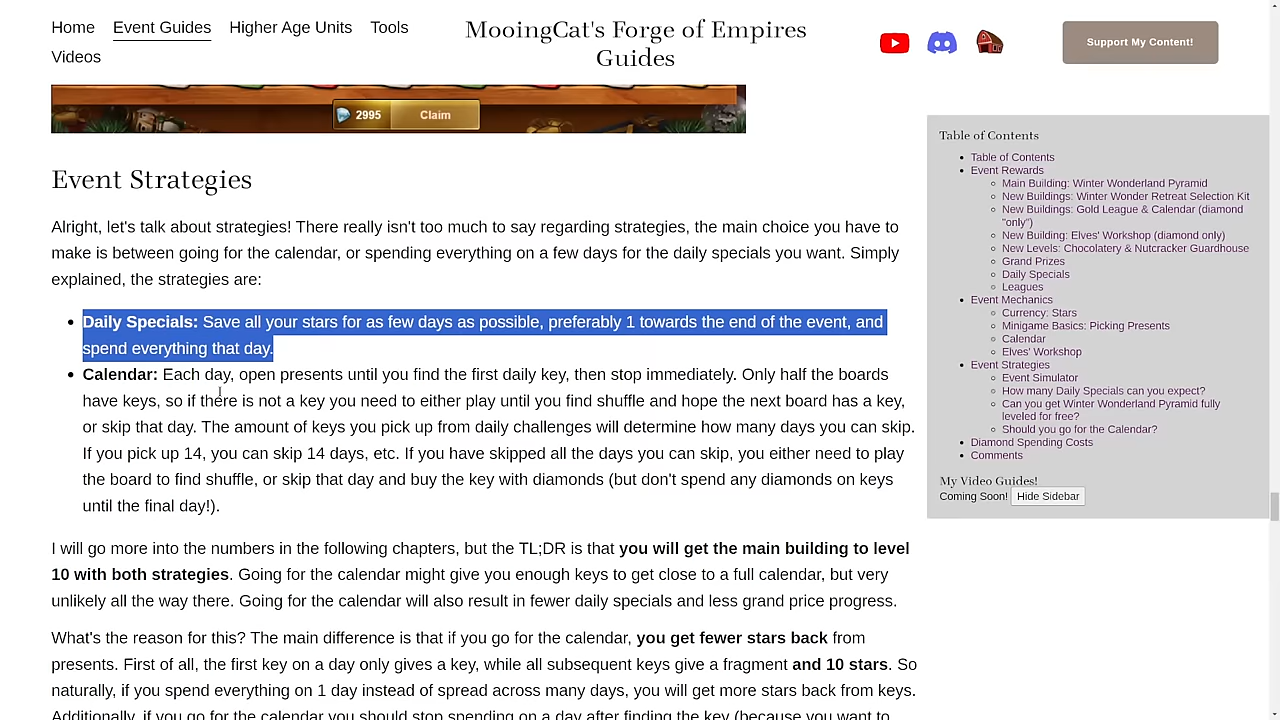 Home Event Guides Higher Age Units Tools
Videos
MooingCat's Forge of Empires
Guides
Support My Content!
2995 Claim
Event Strategies
Alright, let's talk about strategies! There really isn't too much to say regarding strategies, the main choice you have to
make is between going for the calendar, or spending everything on a few days for the daily specials you want. Simply
explained, the strategies are:
Daily Specials: Save all your stars for as few days as possible, preferably 1 towards the end of the event, and
spend everything that day.
Calendar: Each day, open presents until you find the first daily key, then stop immediately. Only half the boards
have keys, so if there is not a key you need to either play until you find shuffle and hope the next board has a key,
or skip that day. The amount of keys you pick up from daily challenges will determine how many days you can skip.
If you pick up 14, you can skip 14 days, etc. If you have skipped all the days you can skip, you either need to play
the board to find shuffle, or skip that day and buy the key with diamonds (but don't spend any diamonds on keys
until the final day!).
I will go more into the numbers in the following chapters, but the TL;DR is that you will get the main building to level
10 with both strategies. Going for the calendar might give you enough keys to get close to a full calendar, but very
unlikely all the way there. Going for the calendar will also result in fewer daily specials and less grand price progress.
What's the reason for this? The main difference is that if you go for the calendar, you get fewer stars back from
presents. First of all, the first key on a day only gives a key, while all subsequent keys give a fragment and 10 stars. So
naturally, if you spend everything on 1 day instead of spread across many days, you will get more stars back from keys.
Additionally, if you go for the calendar you should stop spending on a day after finding the key (because you want to
Table of Contents
Table of Contents
Event Rewards
Main Building: Winter Wonderland Pyramid
New Buildings: Winter Wonder Retreat Selection Kit
New Buildings: Gold League & Calendar (diamond
"only")
New Building: Elves' Workshop (diamond only)
New Levels: Chocolatery & Nutcracker Guardhouse
Grand Prizes
Daily Specials
Leagues
Event Mechanics
Currency: Stars
Minigame Basics: Picking Presents
Calendar
Elves' Workshop
Event Strategies
Event Simulator
How many Daily Specials can you expect?
Can you get Winter Wonderland Pyramid fully
leveled for free?
Should you go for the Calendar?
Diamond Spending Costs
Comments
My Video Guides!
Coming Soon! Hide Sidebar